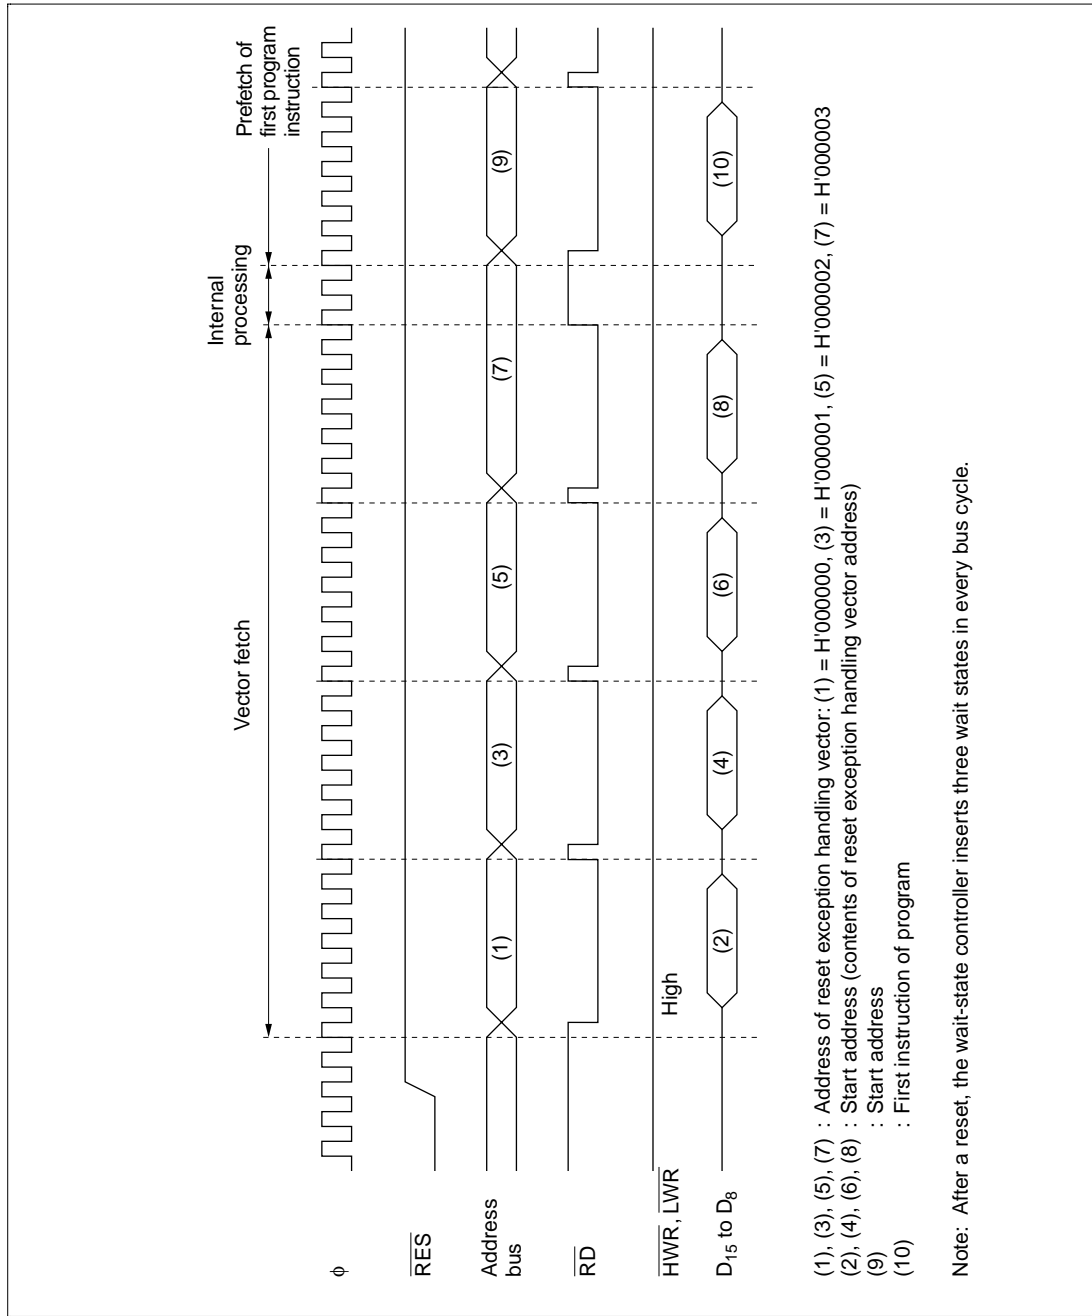 Vector fetch
Internal
processing
Prefetch of
first program
instruction
φ
RES
Address
bus
(1)
(3)
(5)
(7)
(9)
RD
HWR, LWR
High
D15 to D8
(2)
(4)
(6)
(8)
(10)
(1), (3), (5), (7) : Address of reset exception handling vector: (1) = H'000000, (3) = H'000001, (5) = H'000002, (7) = H'000003
(2), (4), (6), (8) : Start address (contents of reset exception handling vector address)
(9) : Start address
(10) : First instruction of program
Note: After a reset, the wait-state controller inserts three wait states in every bus cycle.